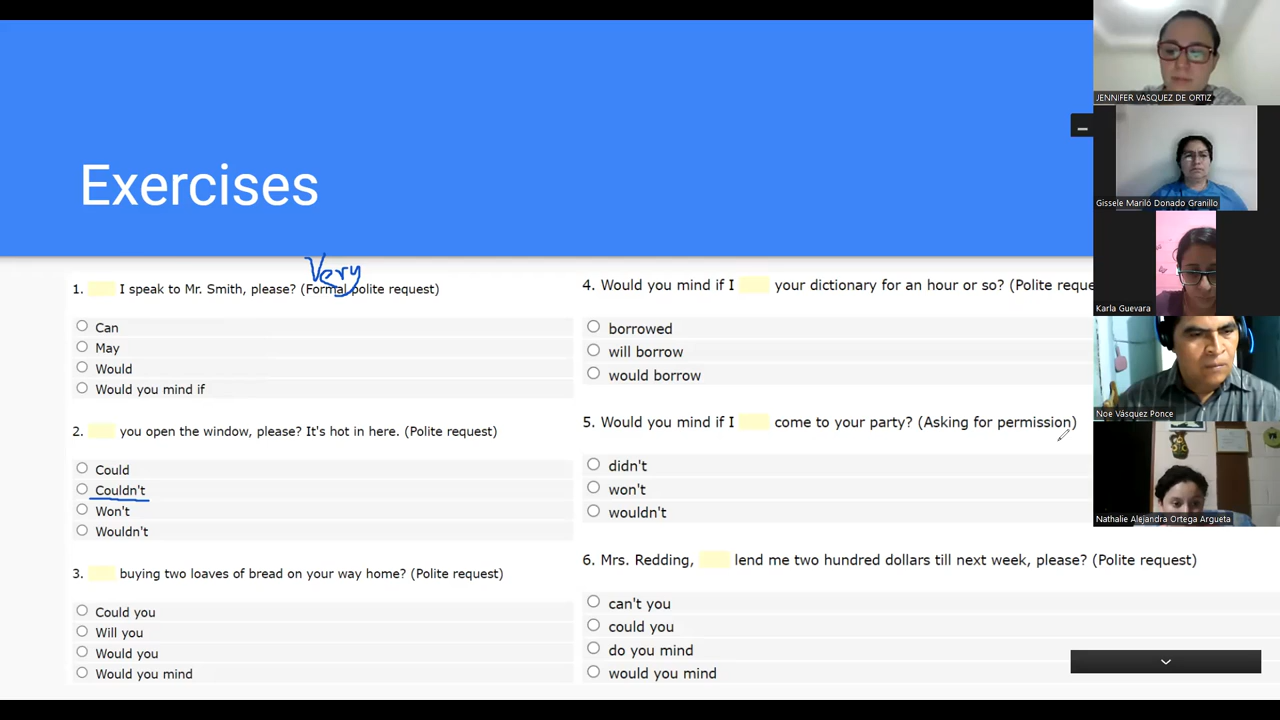 Exercises
Very
1. I speak to Mr. Smith, please? (Formal polite request)
Can
May
Would
Would you mind if
2. you open the window, please? It's hot in here. (Polite request)
Could
Couldn't
Won't
Wouldn't
3. buying two loaves of bread on your way home? (Polite request)
Could you
Will you
Would you
Would you mind
4. Would you mind if I your dictionary for an hour or so? (Polite reque
borrowed
will borrow
would borrow
5. Would you mind if I come to your party? (Asking for permission)
didn't
won't
wouldn't
6. Mrs. Redding, lend me two hundred dollars till next week, please? (Polite request)
can't you
could you
do you mind
would you mind
JENNIFER VASQUEZ DE ORTIZ
Gissele Mariló Donado Granillo
Karla Guevara
Noe Vásquez Ponce
Nathalie Alejandra Ortega Argueta